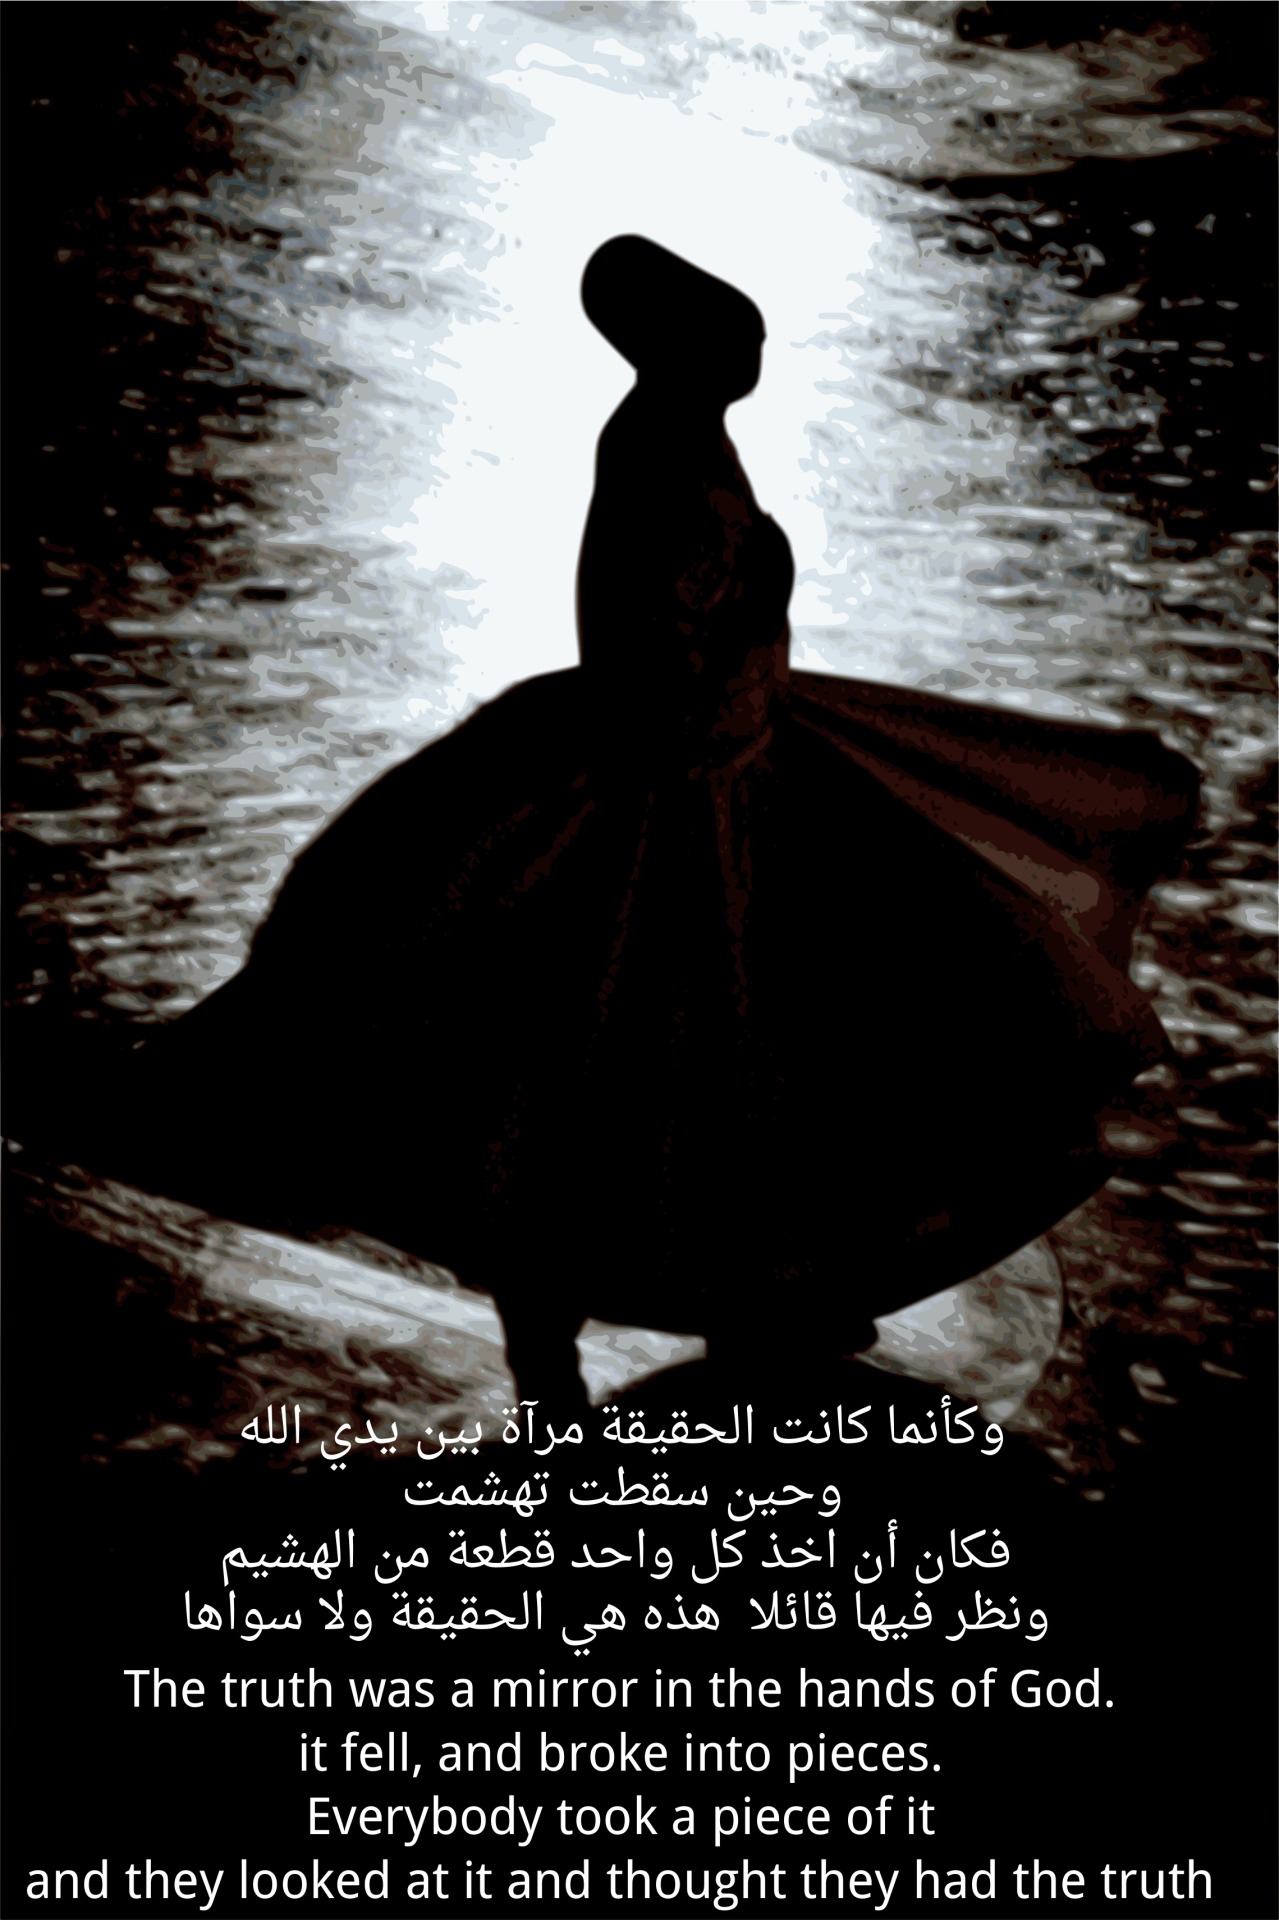 وكأنما كانت الحقيقة مرآة بين يدي الله
وحين سقطت تهشمت
فكان أن اخذ كل واحد قطعة من الهشيم
ونظر فيها قائلا  هذه هي الحقيقة ولا سواها
The truth was a mirror in the hands of God.
it fell, and broke into pieces.
Everybody took a piece of it
and they looked at it and thought they had the truth